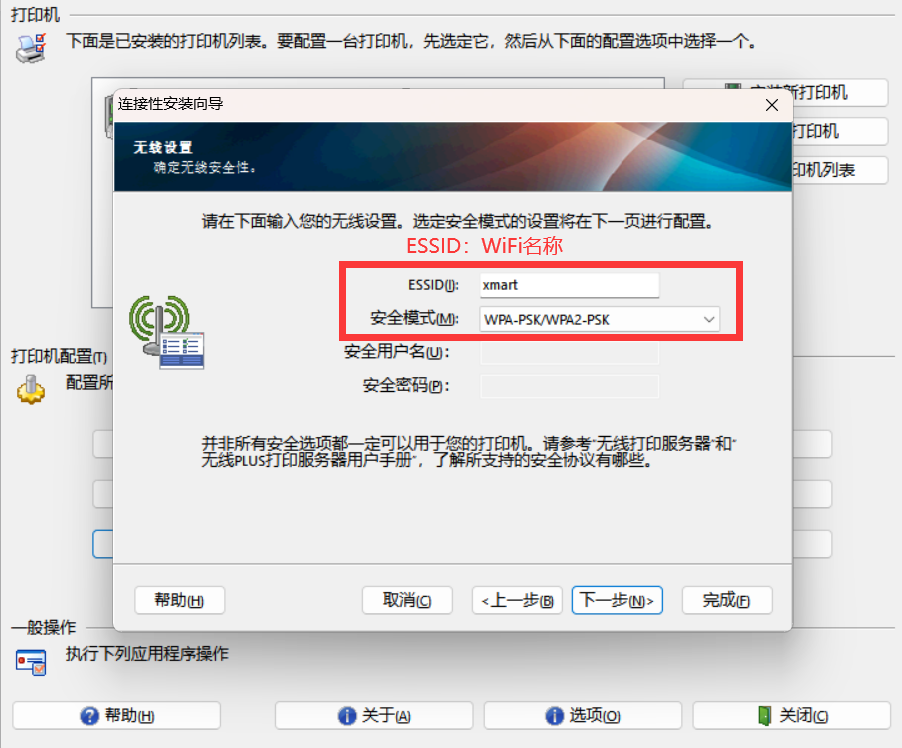 打印机
下面是已安装的打印机列表。要配置一台打印机，先选定它，然后从下面的配置选项中选择一个。
新打印机
连接性安装向导
打印机
无线设置
确定无线安全性。
印机列表
请在下面输入您的无线设置。选定安全模式的设置将在下一页进行配置。
ESSID：WiFi名称
ESSID(I): xmart
安全模式(M): WPA-PSK/WPA2-PSK
安全用户名(U):
打印机配置(T)
配置所
安全密码(P):
并非所有安全选项都一定可以用于您的打印机。请参考"无线打印服务器"和"
无线PLUS打印服务器用户手册"，了解所支持的安全协议有哪些。
帮助(H) 取消(C) <上一步(B) 下一步(N)> 完成(F)
一般操作
执行下列应用程序操作
帮助(H) 关于(A) 选项(O) 关闭(C)